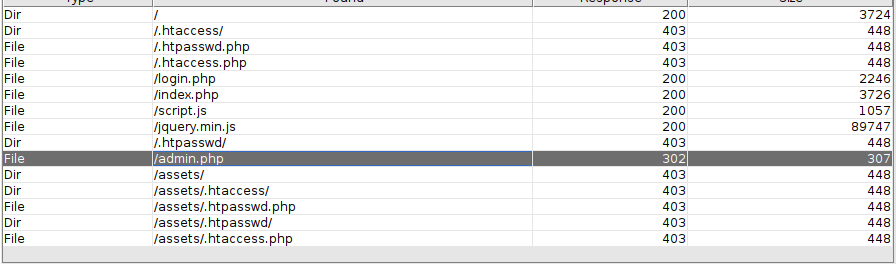 Type Found Response Size
Dir / 200 3724
Dir /.htaccess/ 403 448
File /.htpasswd.php 403 448
File /.htaccess.php 403 448
File /login.php 200 2246
File /index.php 200 3726
File /script.js 200 1057
File /jquery.min.js 200 89747
Dir /.htpasswd/ 403 448
File /admin.php 302 307
Dir /assets/ 403 448
Dir /assets/.htaccess/ 403 448
File /assets/.htpasswd.php 403 448
Dir /assets/.htpasswd/ 403 448
File /assets/.htaccess.php 403 448